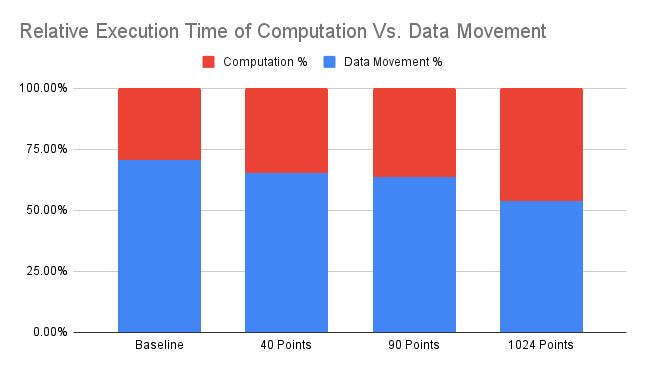 Relative Execution Time of Computation Vs. Data Movement
Computation % Data Movement %
100.00%
75.00%
50.00%
25.00%
0.00%
Baseline 40 Points 90 Points 1024 Points